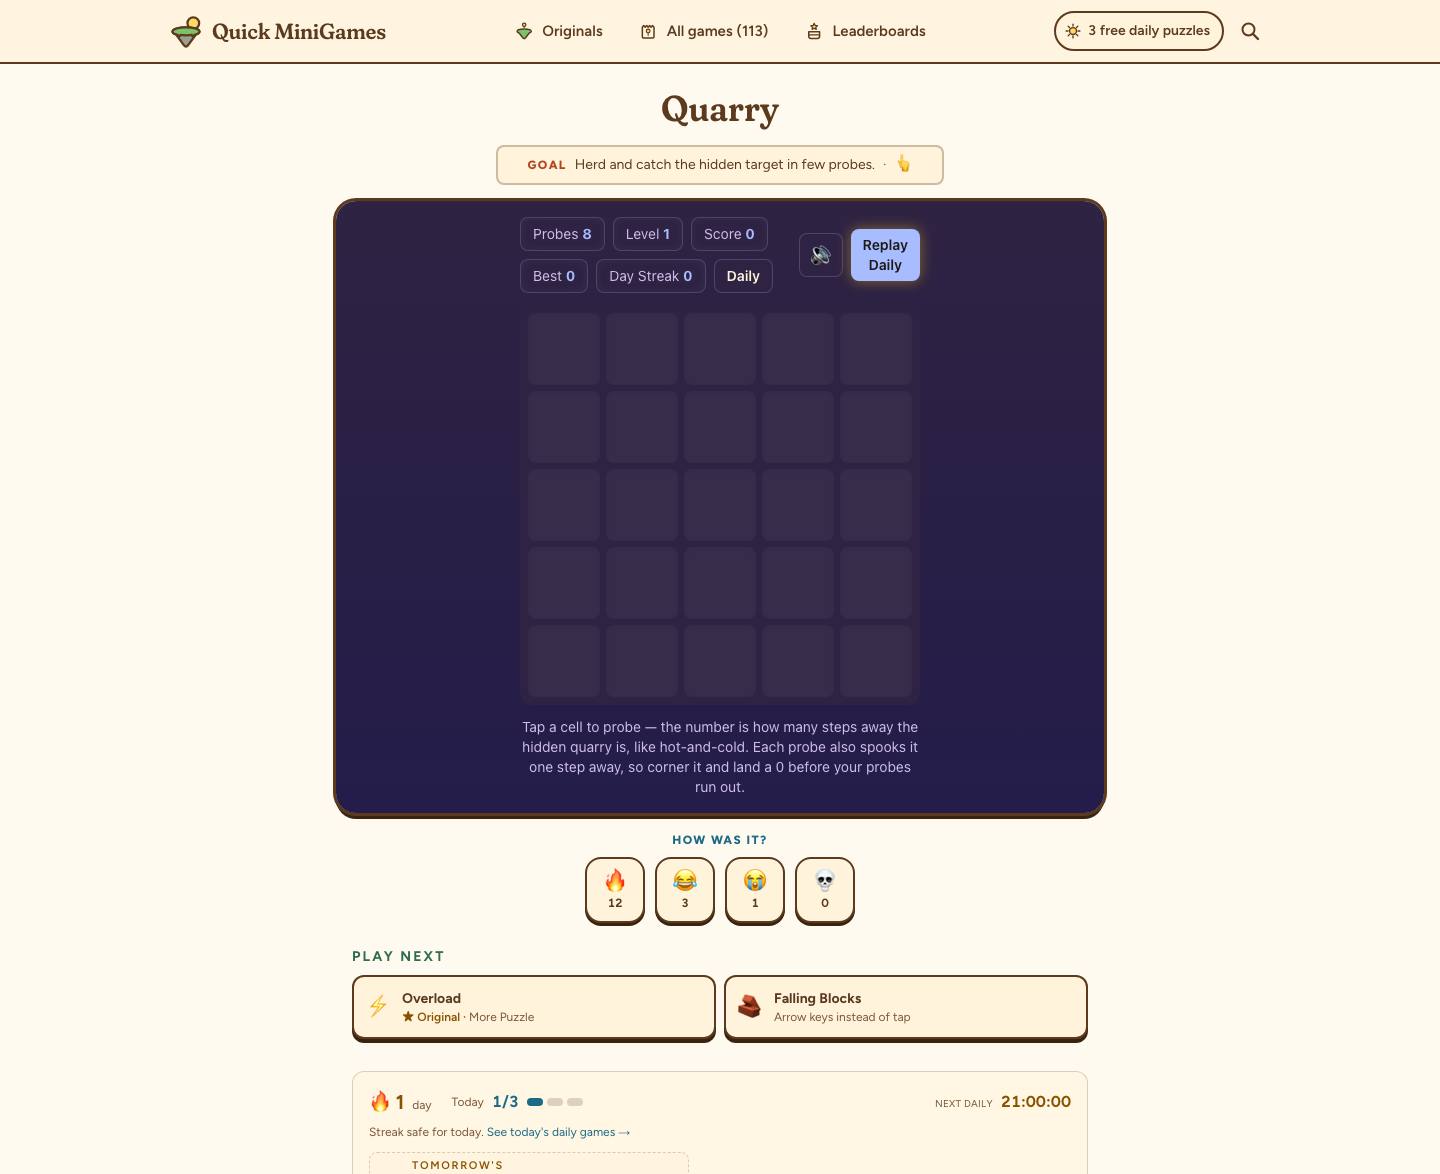 Quick MiniGames
Originals
All games (113)
Leaderboards
3 free daily puzzles
Quarry
GOAL Herd and catch the hidden target in few probes. ·
Probes 8
Level 1
Score 0
Best 0
Day Streak 0
Daily
Replay
Daily
Tap a cell to probe — the number is how many steps away the
hidden quarry is, like hot-and-cold. Each probe also spooks it
one step away, so corner it and land a 0 before your probes
run out.
HOW WAS IT?
12
3
1
0
PLAY NEXT
Overload
Original · More Puzzle
Falling Blocks
Arrow keys instead of tap
1 day
Today 1/3
NEXT DAILY 21:00:00
Streak safe for today. See today's daily games →
TOMORROW'S